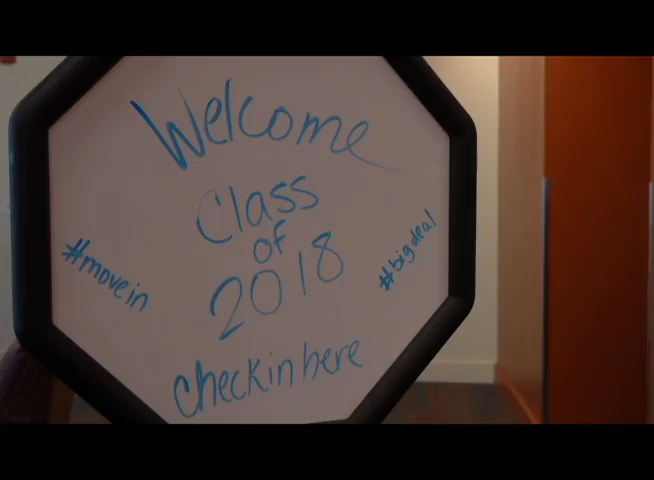 Welcome
Class
of
2018
#movein
#bigdeal
checkin here